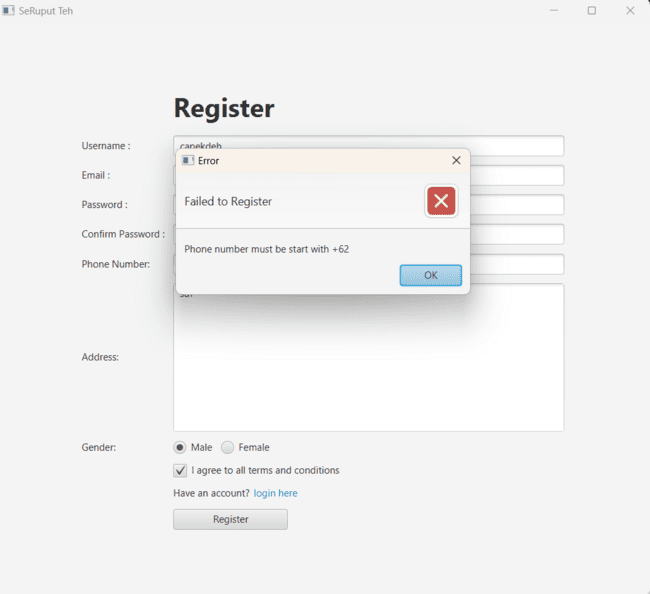 SeRuput Teh
Register
Username :
Error
Email :
Failed to Register
Password :
Confirm Password :
Phone number must be start with +62
Phone Number:
OK
Address:
Gender:
Male
Female
I agree to all terms and conditions
Have an account? login here
Register